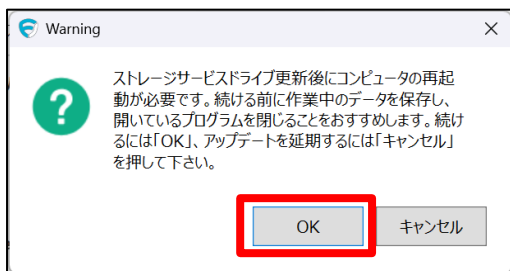 Warning
ストレージサービスドライブ更新後にコンピュータの再起
動が必要です。続ける前に作業中のデータを保存し、
開いているプログラムを閉じることをおすすめします。続け
るには「OK」、アップデートを延期するには「キャンセル」
を押して下さい。
OK
キャンセル